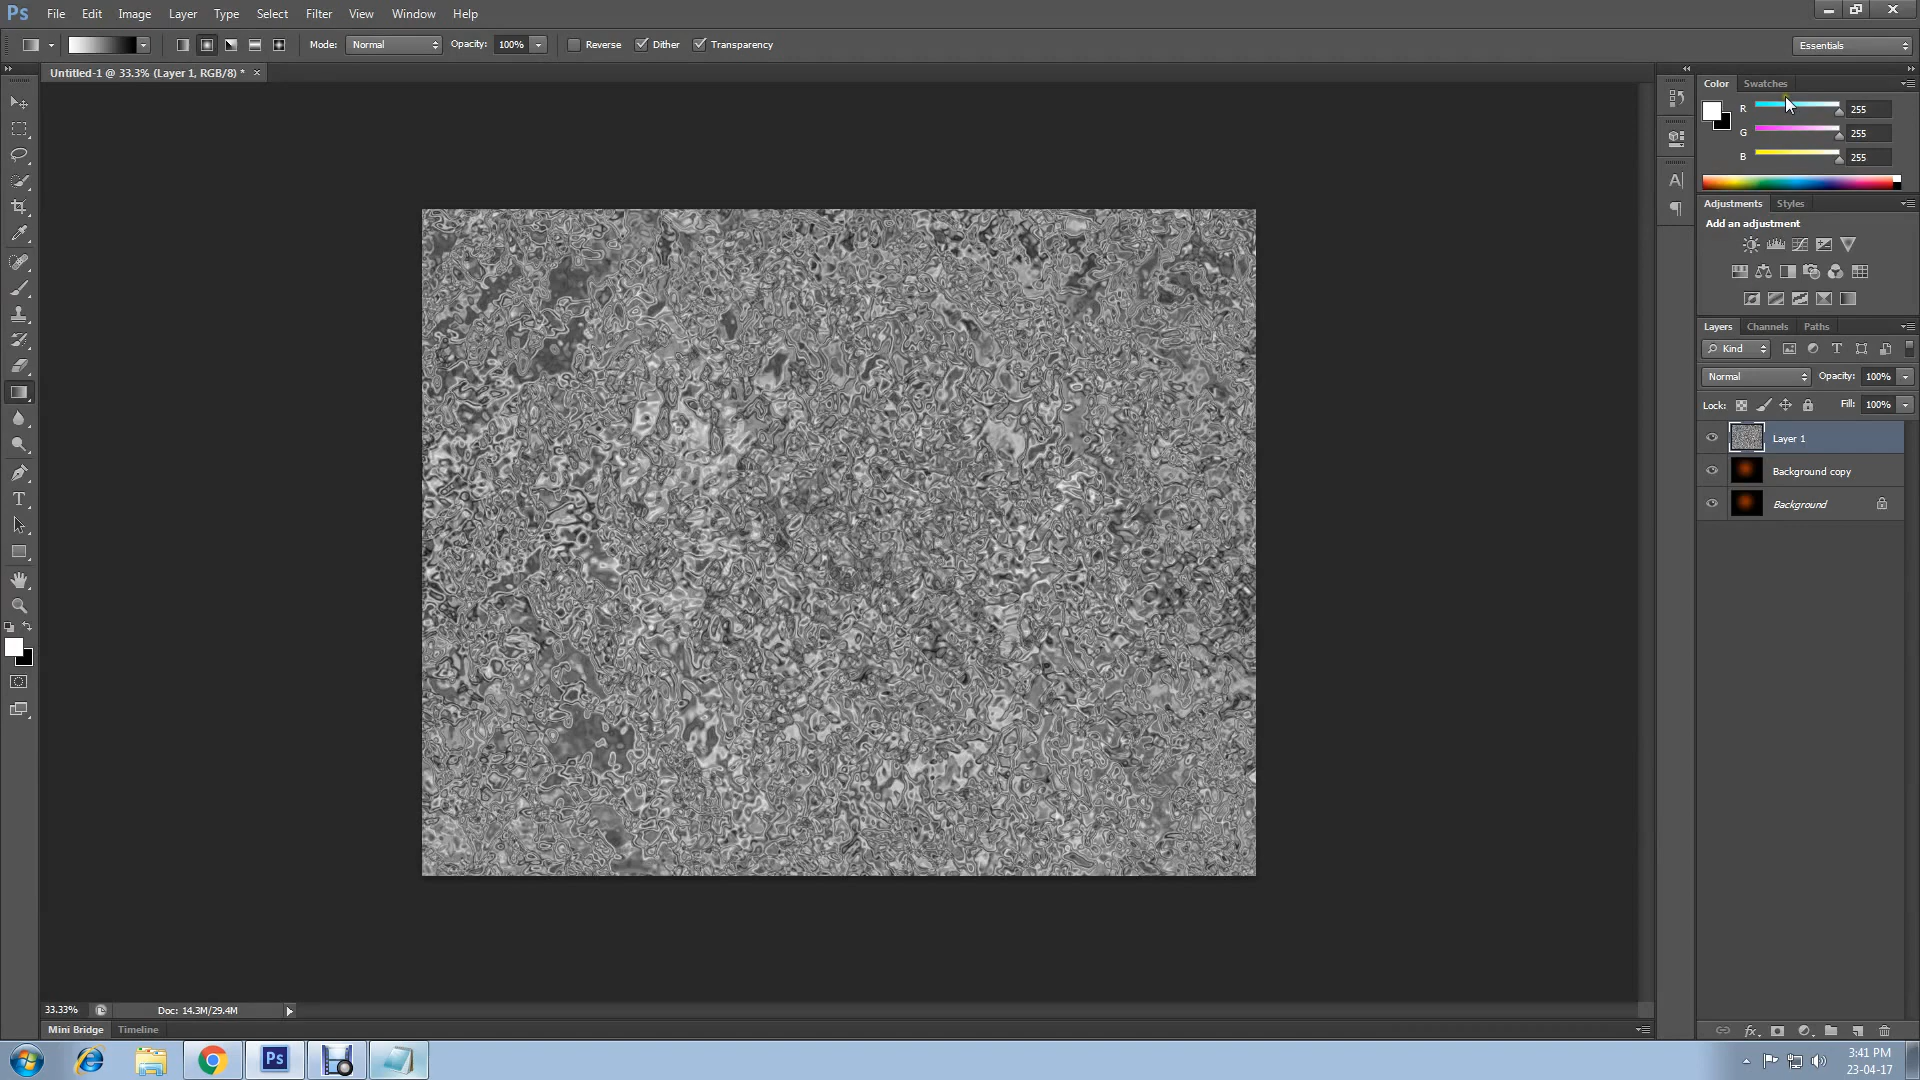 Ps File Edit Image Layer Type Select Filter View Window Help
Mode: Normal Opacity: 100% Reverse Dither Transparency Essentials
Untitled-1 @ 33.3% (Layer 1, RGB/8) * ×
Color Swatches
R 255
G 255
B 255
Adjustments Styles
Add an adjustment
Layers Channels Paths
Kind
Normal Opacity: 100%
Lock: Fill: 100%
Layer 1
Background copy
Background
33.33% Doc: 14.3M/29.4M
Mini Bridge Timeline
Ps
3:41 PM
23-04-17